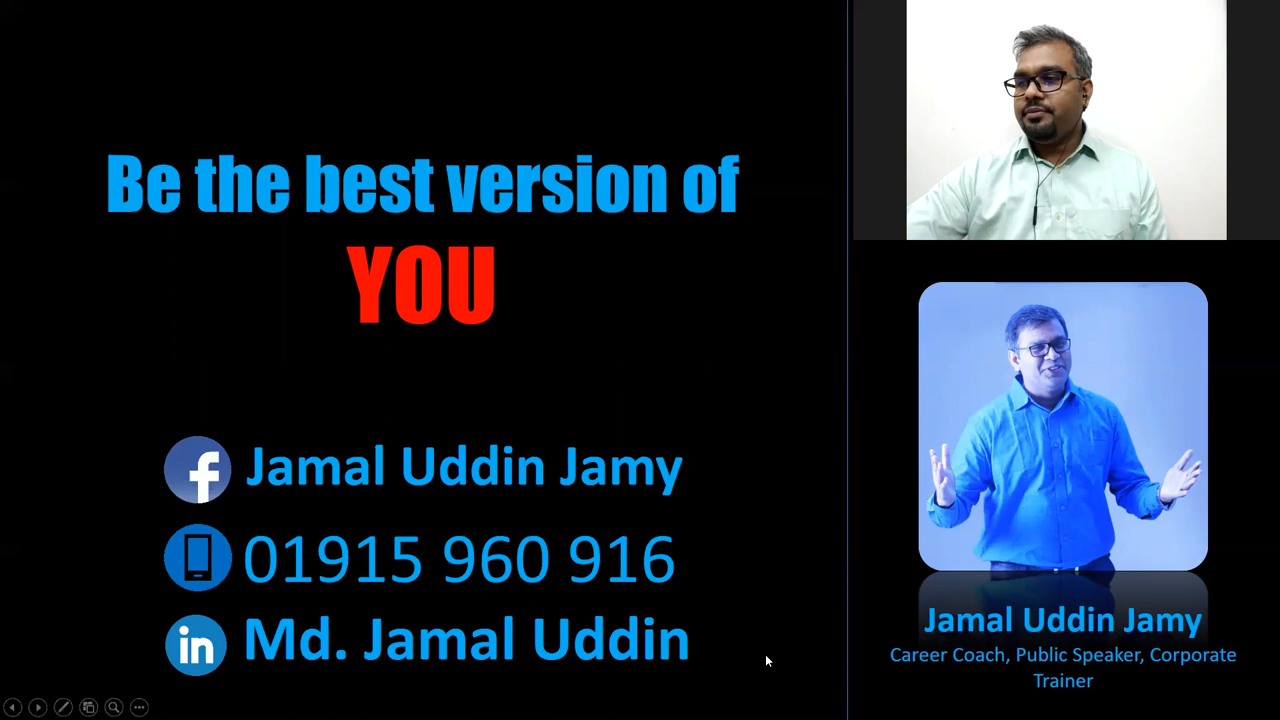 Be the best version of
YOU
Jamal Uddin Jamy
01915 960 916
Md. Jamal Uddin
Jamal Uddin Jamy
Career Coach, Public Speaker, Corporate
Trainer